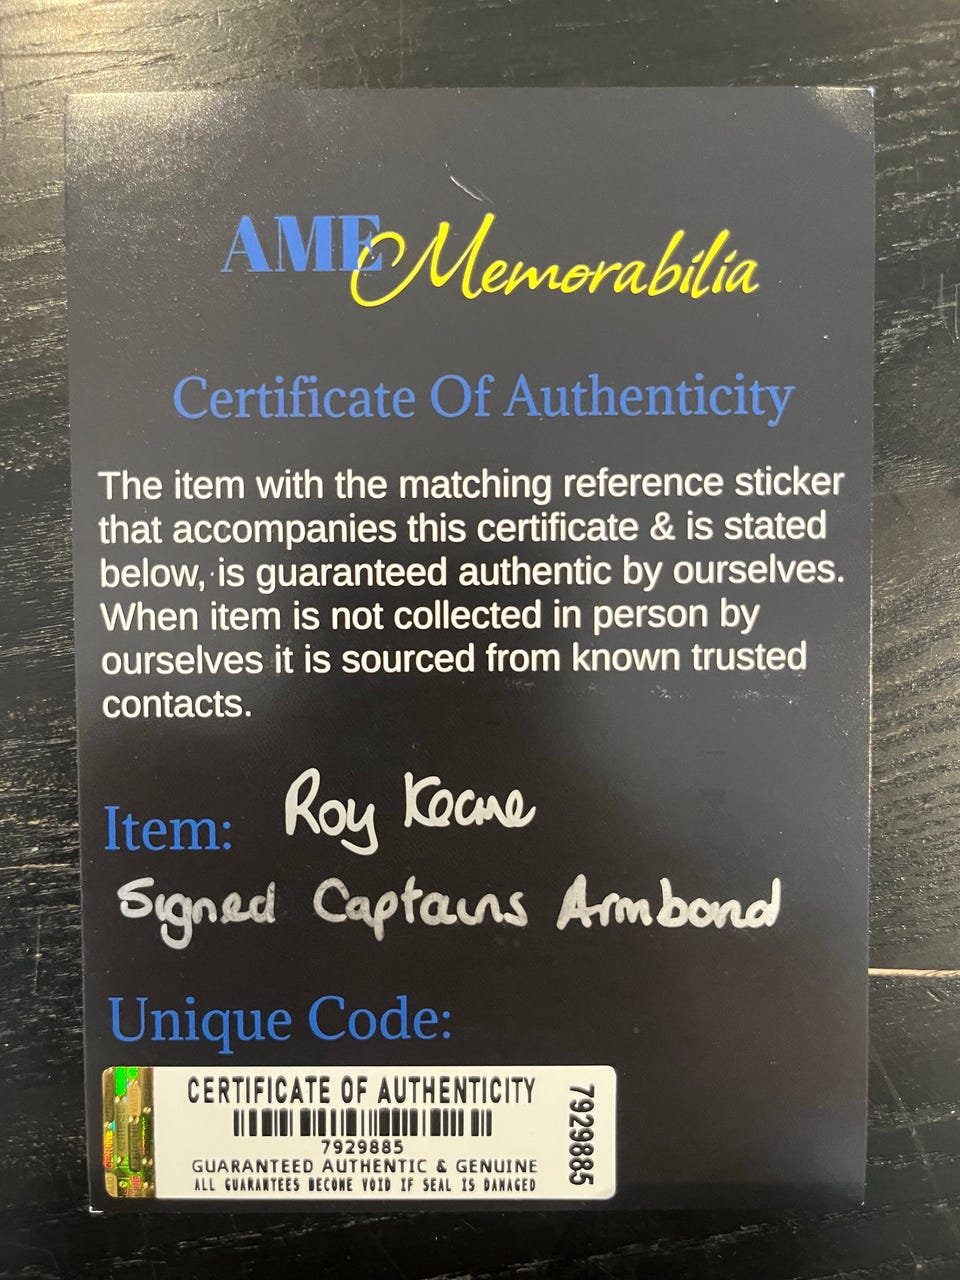 AME Memorabilia
Certificate Of Authenticity
The item with the matching reference sticker
that accompanies this certificate & is stated
below, is guaranteed authentic by ourselves.
When item is not collected in person by
ourselves it is sourced from known trusted
contacts.
Item: Roy Keane
Signed Captains Armband
Unique Code:
CERTIFICATE OF AUTHENTICITY
7929885
GUARANTEED AUTHENTIC & GENUINE
ALL GUARANTEES BECOME VOID IF SEAL IS DAMAGED
7929885
GENUINE